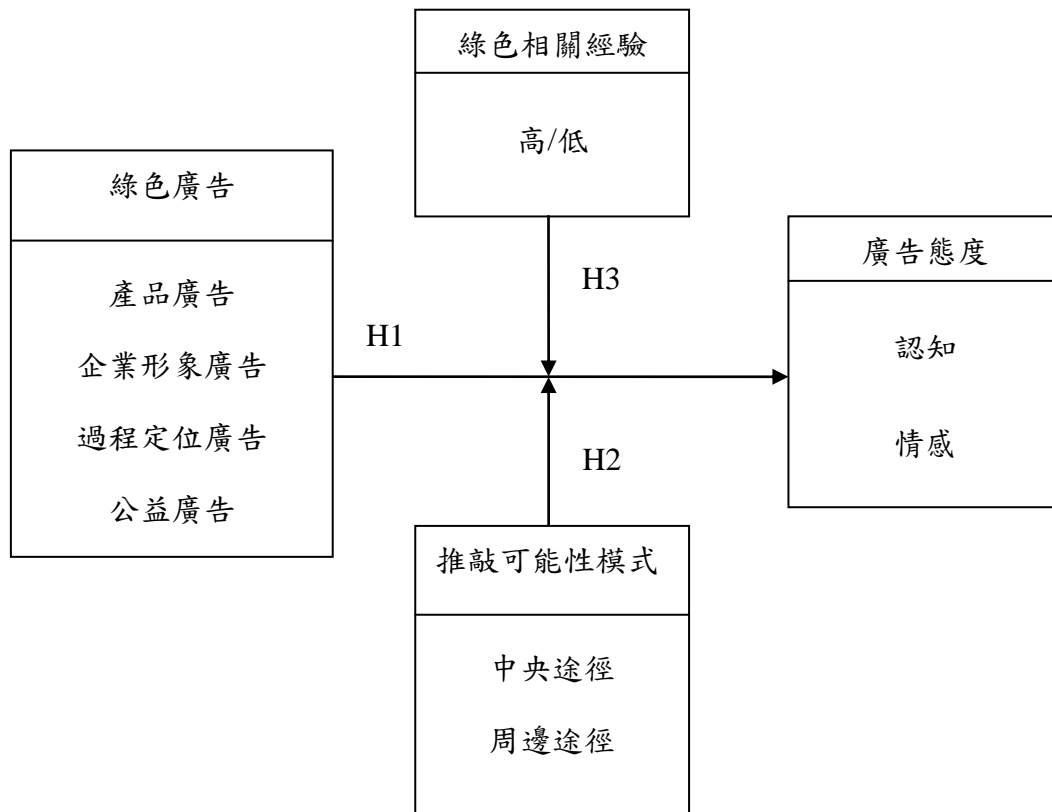 綠色相關經驗
高/低
綠色廣告
產品廣告
企業形象廣告
過程定位廣告
公益廣告
H1
H3
H2
廣告態度
認知
情感
推敲可能性模式
中央途徑
周邊途徑